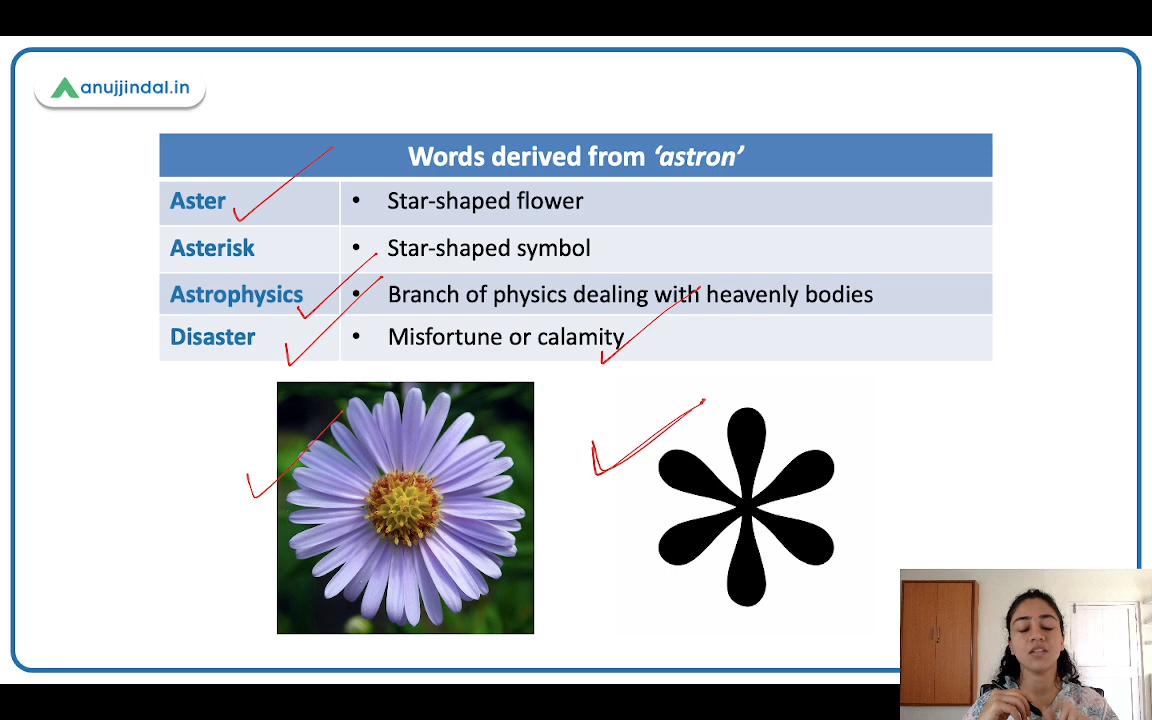 anujjindal.in
Words derived from ‘astron’
Aster • Star-shaped flower
Asterisk • Star-shaped symbol
Astrophysics • Branch of physics dealing with heavenly bodies
Disaster • Misfortune or calamity